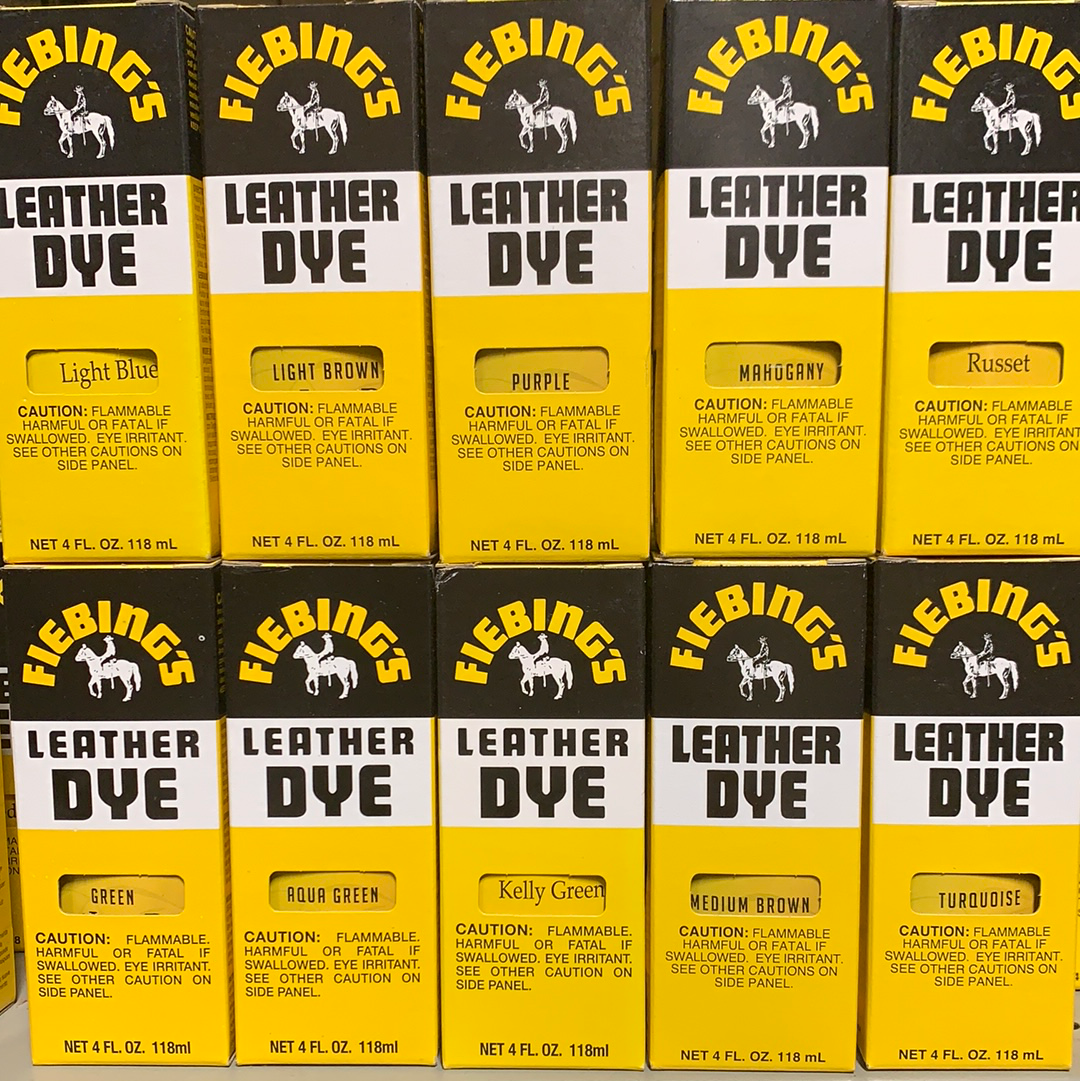 FIEBING'S
LEATHER
DYE
Light Blue
CAUTION: FLAMMABLE
HARMFUL OR FATAL IF
SWALLOWED. EYE IRRITANT.
SEE OTHER CAUTIONS ON
SIDE PANEL.
NET 4 FL. OZ. 118 mL
FIEBING'S
LEATHER
DYE
LIGHT BROWN
CAUTION: FLAMMABLE
HARMFUL OR FATAL IF
SWALLOWED. EYE IRRITANT.
SEE OTHER CAUTIONS ON
SIDE PANEL.
NET 4 FL. OZ. 118 mL
FIEBING'S
LEATHER
DYE
PURPLE
CAUTION: FLAMMABLE
HARMFUL OR FATAL IF
SWALLOWED. EYE IRRITANT.
SEE OTHER CAUTIONS ON
SIDE PANEL.
NET 4 FL. OZ. 118 mL
FIEBING'S
LEATHER
DYE
MAHOGANY
CAUTION: FLAMMABLE
HARMFUL OR FATAL IF
SWALLOWED. EYE IRRITANT.
SEE OTHER CAUTIONS ON
SIDE PANEL.
NET 4 FL. OZ. 118 mL
FIEBING'S
LEATHER
DYE
Russet
CAUTION: FLAMMABLE
HARMFUL OR FATAL IF
SWALLOWED. EYE IRRITANT.
SEE OTHER CAUTIONS ON
SIDE PANEL.
NET 4 FL. OZ. 118 mL
FIEBING'S
LEATHER
DYE
GREEN
CAUTION: FLAMMABLE.
HARMFUL OR FATAL IF
SWALLOWED. EYE IRRITANT.
SEE OTHER CAUTION ON
SIDE PANEL.
NET 4 FL. OZ. 118ml
FIEBING'S
LEATHER
DYE
AQUA GREEN
CAUTION: FLAMMABLE.
HARMFUL OR FATAL IF
SWALLOWED. EYE IRRITANT.
SEE OTHER CAUTION ON
SIDE PANEL.
NET 4 FL. OZ. 118ml
FIEBING'S
LEATHER
DYE
Kelly Green
CAUTION: FLAMMABLE.
HARMFUL OR FATAL IF
SWALLOWED. EYE IRRITANT.
SEE OTHER CAUTION ON
SIDE PANEL.
NET 4 FL. OZ. 118ml
FIEBING'S
LEATHER
DYE
MEDIUM BROWN
CAUTION: FLAMMABLE
HARMFUL OR FATAL IF
SWALLOWED. EYE IRRITANT.
SEE OTHER CAUTIONS ON
SIDE PANEL.
NET 4 FL. OZ. 118 mL
FIEBING'S
LEATHER
DYE
TURQUOISE
CAUTION: FLAMMABLE
HARMFUL OR FATAL IF
SWALLOWED. EYE IRRITANT.
SEE OTHER CAUTIONS ON
SIDE PANEL.
NET 4 FL. OZ. 118 mL